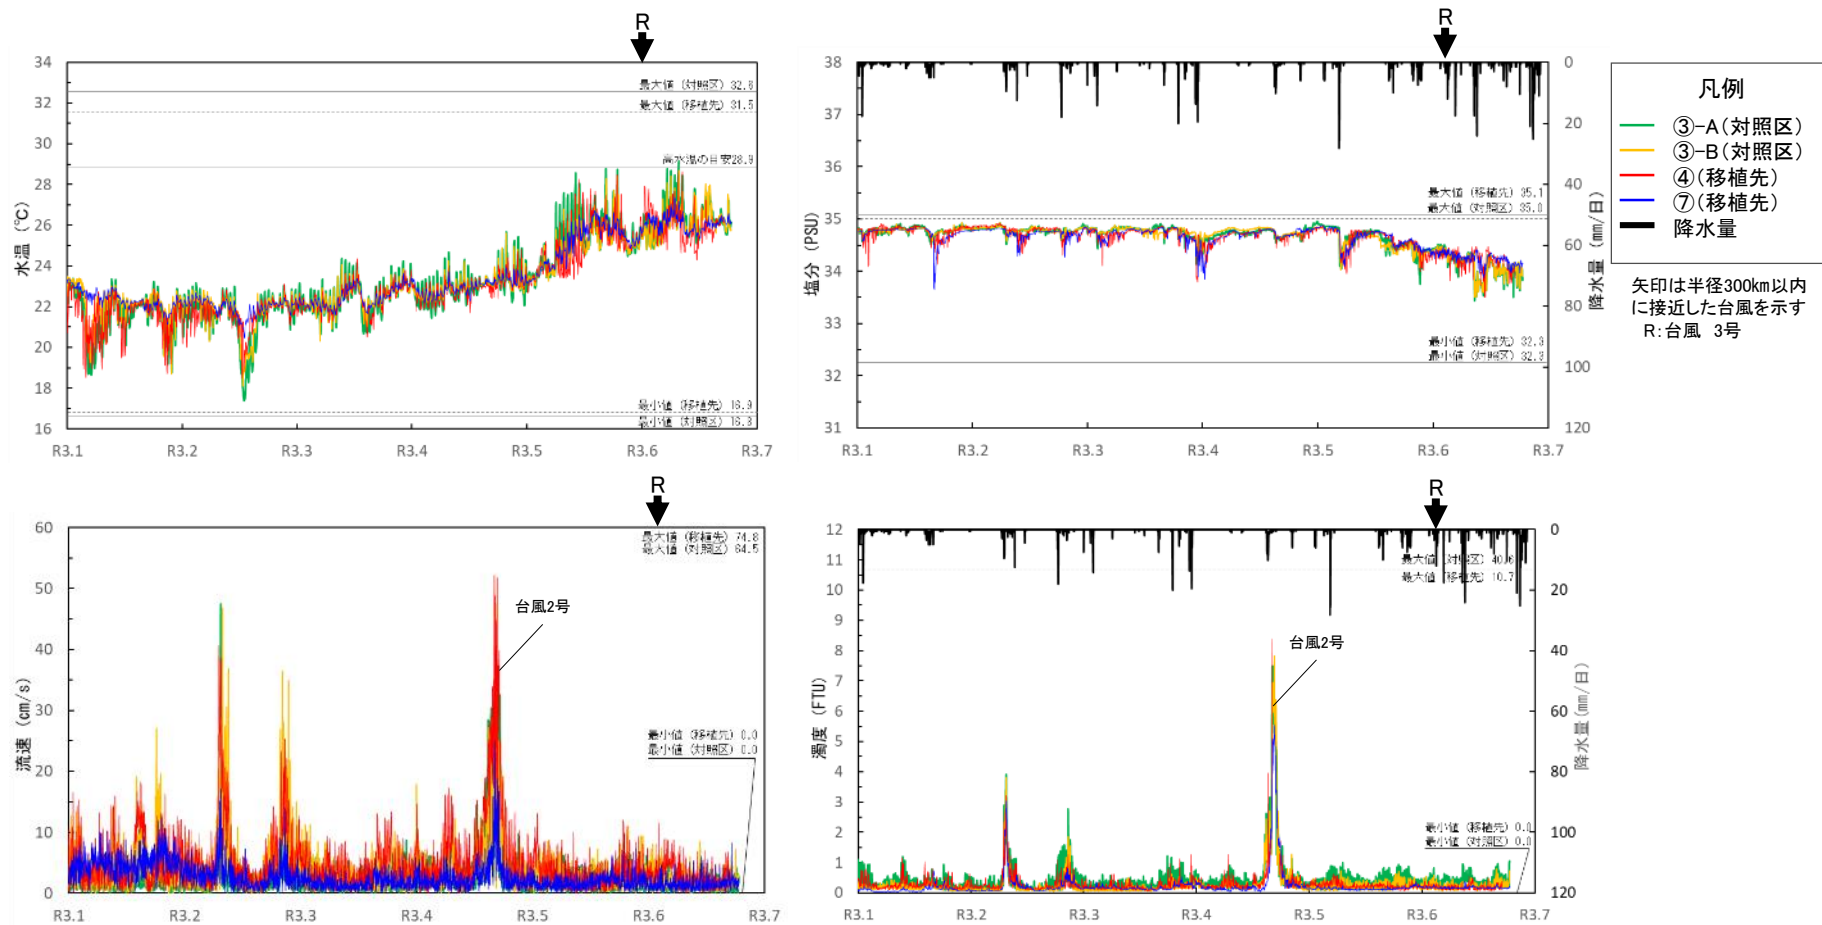 R
34
32
30
28
26
24
22
20
18
16
水温 (℃)
最大値 (対照区) 32.6
最大値 (移植先) 31.5
高水温の目安28.9
最小値 (移植先) 16.9
最小値 (対照区) 16.8
R3.1 R3.2 R3.3 R3.4 R3.5 R3.6 R3.7
R
38
37
36
35
34
33
32
31
塩分 (PSU)
最大値 (移植先) 35.1
最大値 (対照区) 35.0
最小値 (移植先) 32.3
最小値 (対照区) 32.3
0
20
40
60
80
100
120
降水量 (mm/日)
R3.1 R3.2 R3.3 R3.4 R3.5 R3.6 R3.7
凡例
③-A(対照区)
③-B(対照区)
④(移植先)
⑦(移植先)
降水量
矢印は半径300km以内
に接近した台風を示す
R:台風 3号
R
60
50
40
30
20
10
0
流速 (cm/s)
最大値 (移植先) 74.8
最大値 (対照区) 64.5
台風2号
最小値 (移植先) 0.0
最小値 (対照区) 0.0
R3.1 R3.2 R3.3 R3.4 R3.5 R3.6 R3.7
R
12
11
10
9
8
7
6
5
4
3
2
1
0
濁度 (FTU)
最大値 (対照区) 40.6
最大値 (移植先) 10.7
台風2号
最小値 (移植先) 0.0
最小値 (対照区) 0.0
0
20
40
60
80
100
120
降水量(mm/日)
R3.1 R3.2 R3.3 R3.4 R3.5 R3.6 R3.7